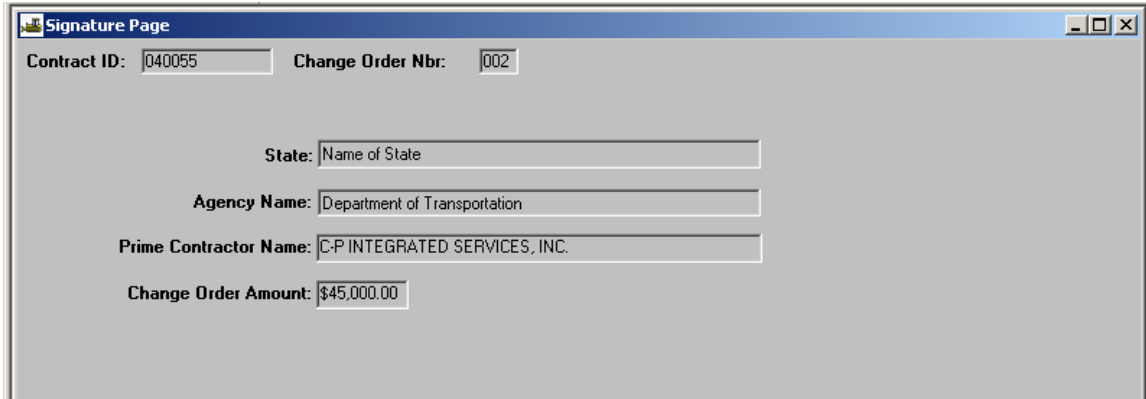 Signature Page
Contract ID: 040055 Change Order Nbr: 002
State: Name of State
Agency Name: Department of Transportation
Prime Contractor Name: C-P INTEGRATED SERVICES, INC.
Change Order Amount: $45,000.00